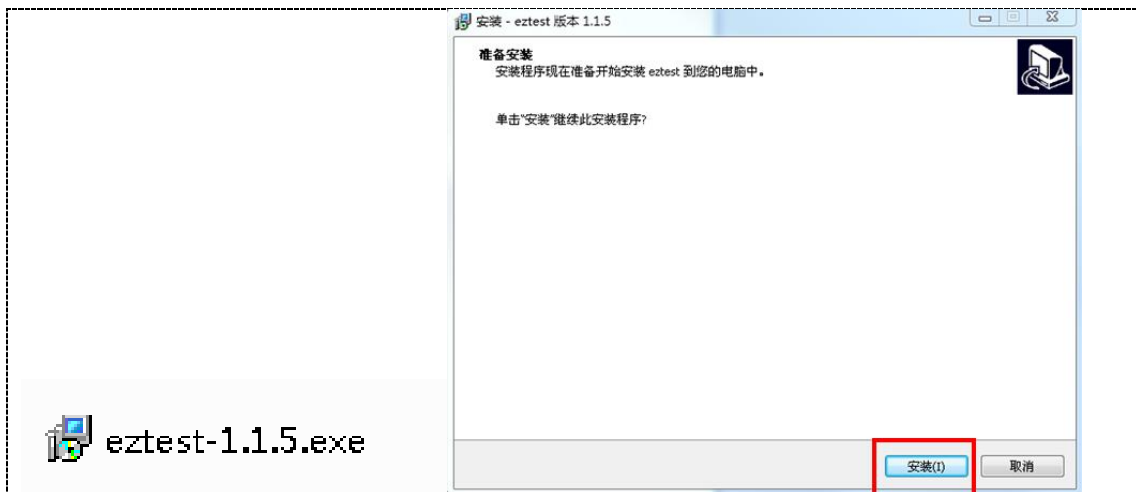 安装 - eztest 版本 1.1.5
准备安装
安装程序现在准备开始安装 eztest 到您的电脑中。
单击"安装"继续此安装程序?
eztest-1.1.5.exe
安装(I)
取消